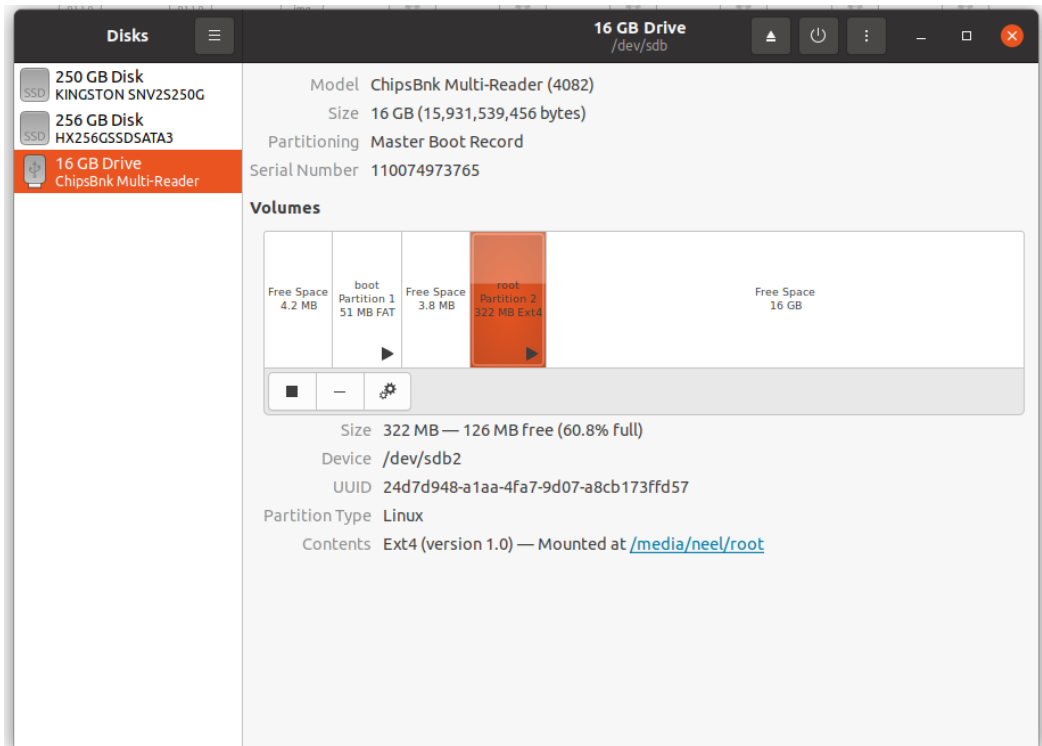 Disks
16 GB Drive
/dev/sdb
250 GB Disk
KINGSTON SNV2S250G
256 GB Disk
HX256GSSDSATA3
16 GB Drive
ChipsBnk Multi-Reader
SSD
SSD
Model ChipsBnk Multi-Reader (4082)
Size 16 GB (15,931,539,456 bytes)
Partitioning Master Boot Record
Serial Number 110074973765
Volumes
Free Space
4.2 MB
boot
Partition 1
51 MB FAT
Free Space
3.8 MB
root
Partition 2
322 MB Ext4
Free Space
16 GB
Size 322 MB — 126 MB free (60.8% full)
Device /dev/sdb2
UUID 24d7d948-a1aa-4fa7-9d07-a8cb173ffd57
Partition Type Linux
Contents Ext4 (version 1.0) — Mounted at /media/neel/root